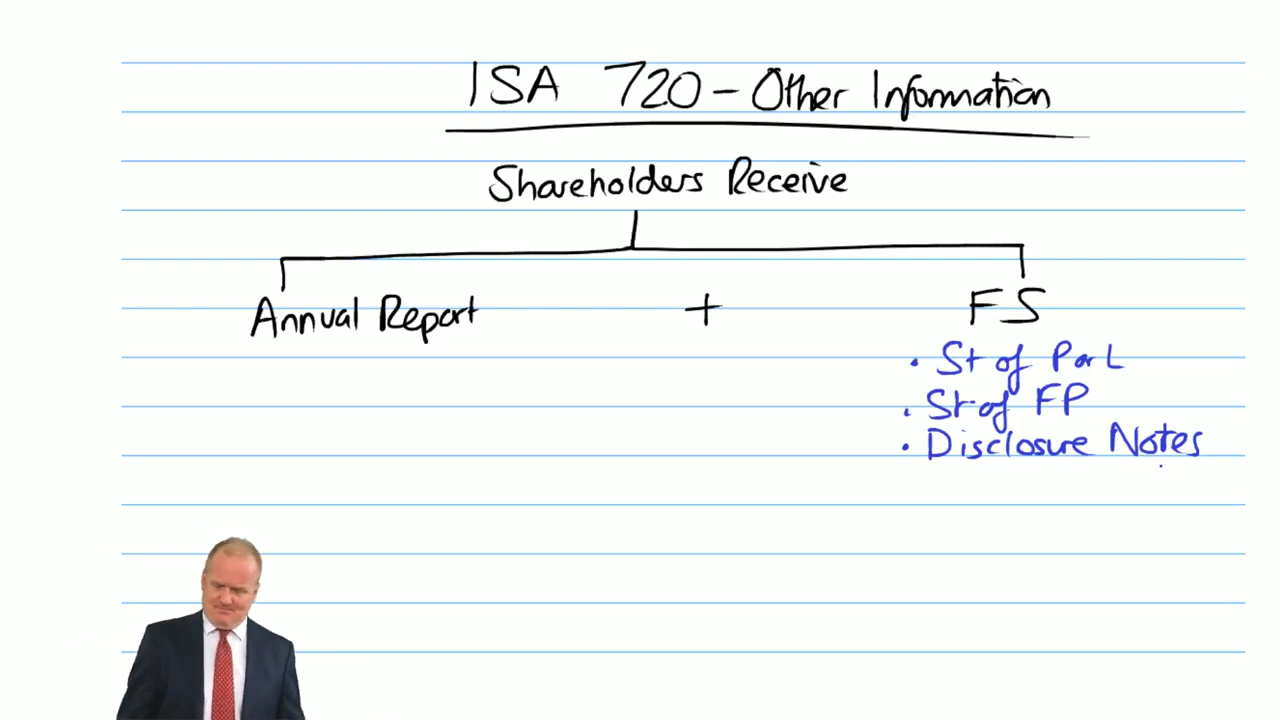 ISA 720 - Other Information
Shareholders Receive
Annual Report + FS
• St of P or L
• St of FP
• Disclosure Notes